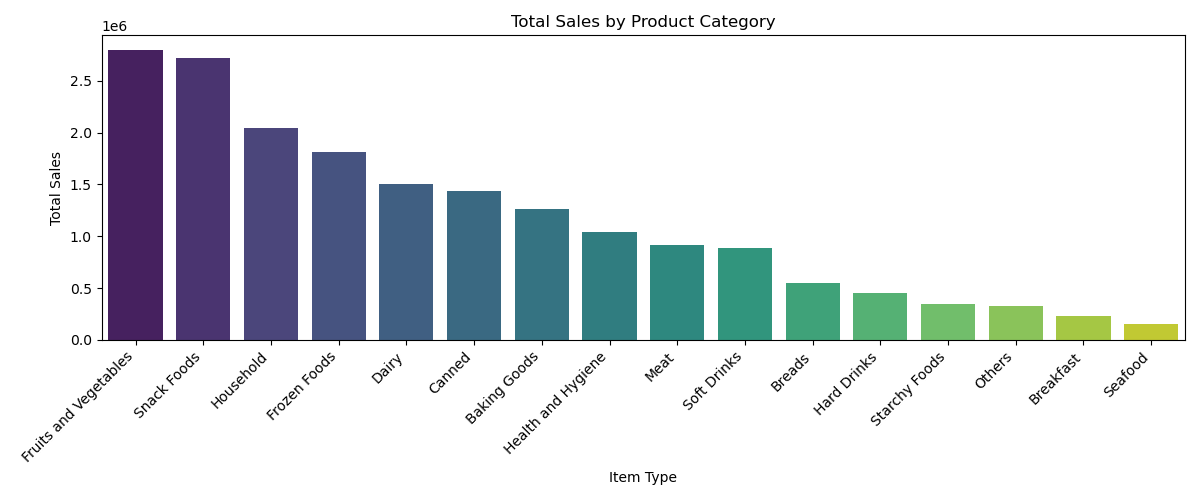 Total Sales by Product Category
1e6
Total Sales
2.5
2.0
1.5
1.0
0.5
0.0
Fruits and Vegetables
Snack Foods
Household
Frozen Foods
Dairy
Canned
Baking Goods
Health and Hygiene
Meat
Soft Drinks
Breads
Hard Drinks
Starchy Foods
Others
Breakfast
Seafood
Item Type